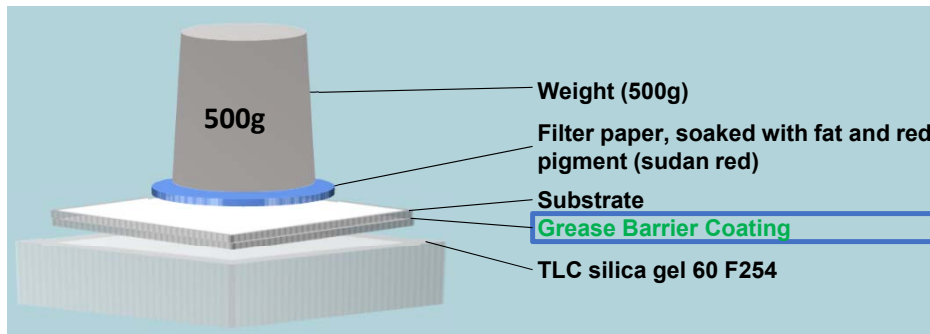 500g
Weight (500g)
Filter paper, soaked with fat and red
pigment (sudan red)
Substrate
Grease Barrier Coating
TLC silica gel 60 F254